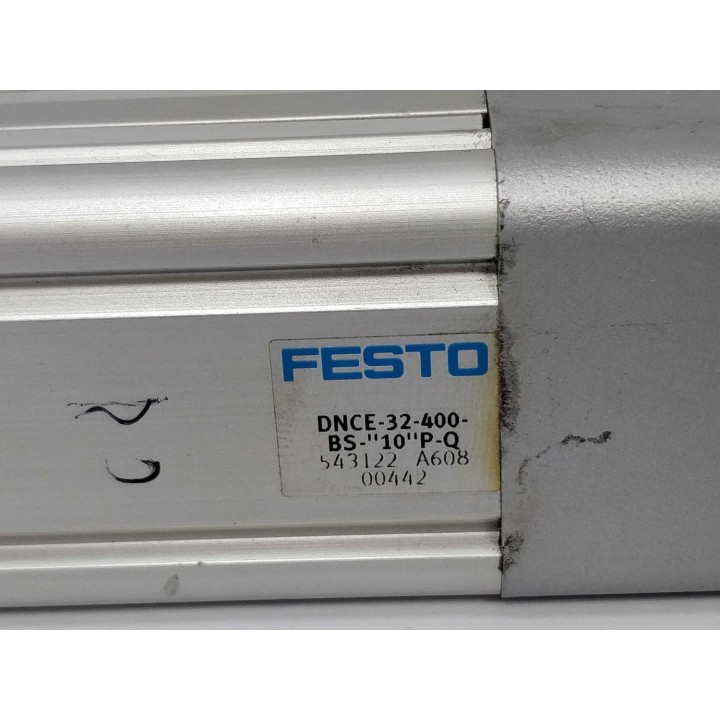 FESTO
DNCE-32-400-
BS-"10"P-Q
543122 A608
00442